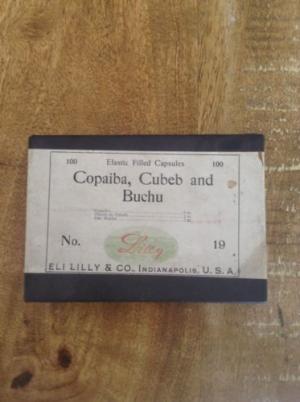 100 Elastic Filled Capsules 100
Copaiba, Cubeb and
Buchu
No. Lilly 19
ELI LILLY & CO. INDIANAPOLIS, U. S. A.